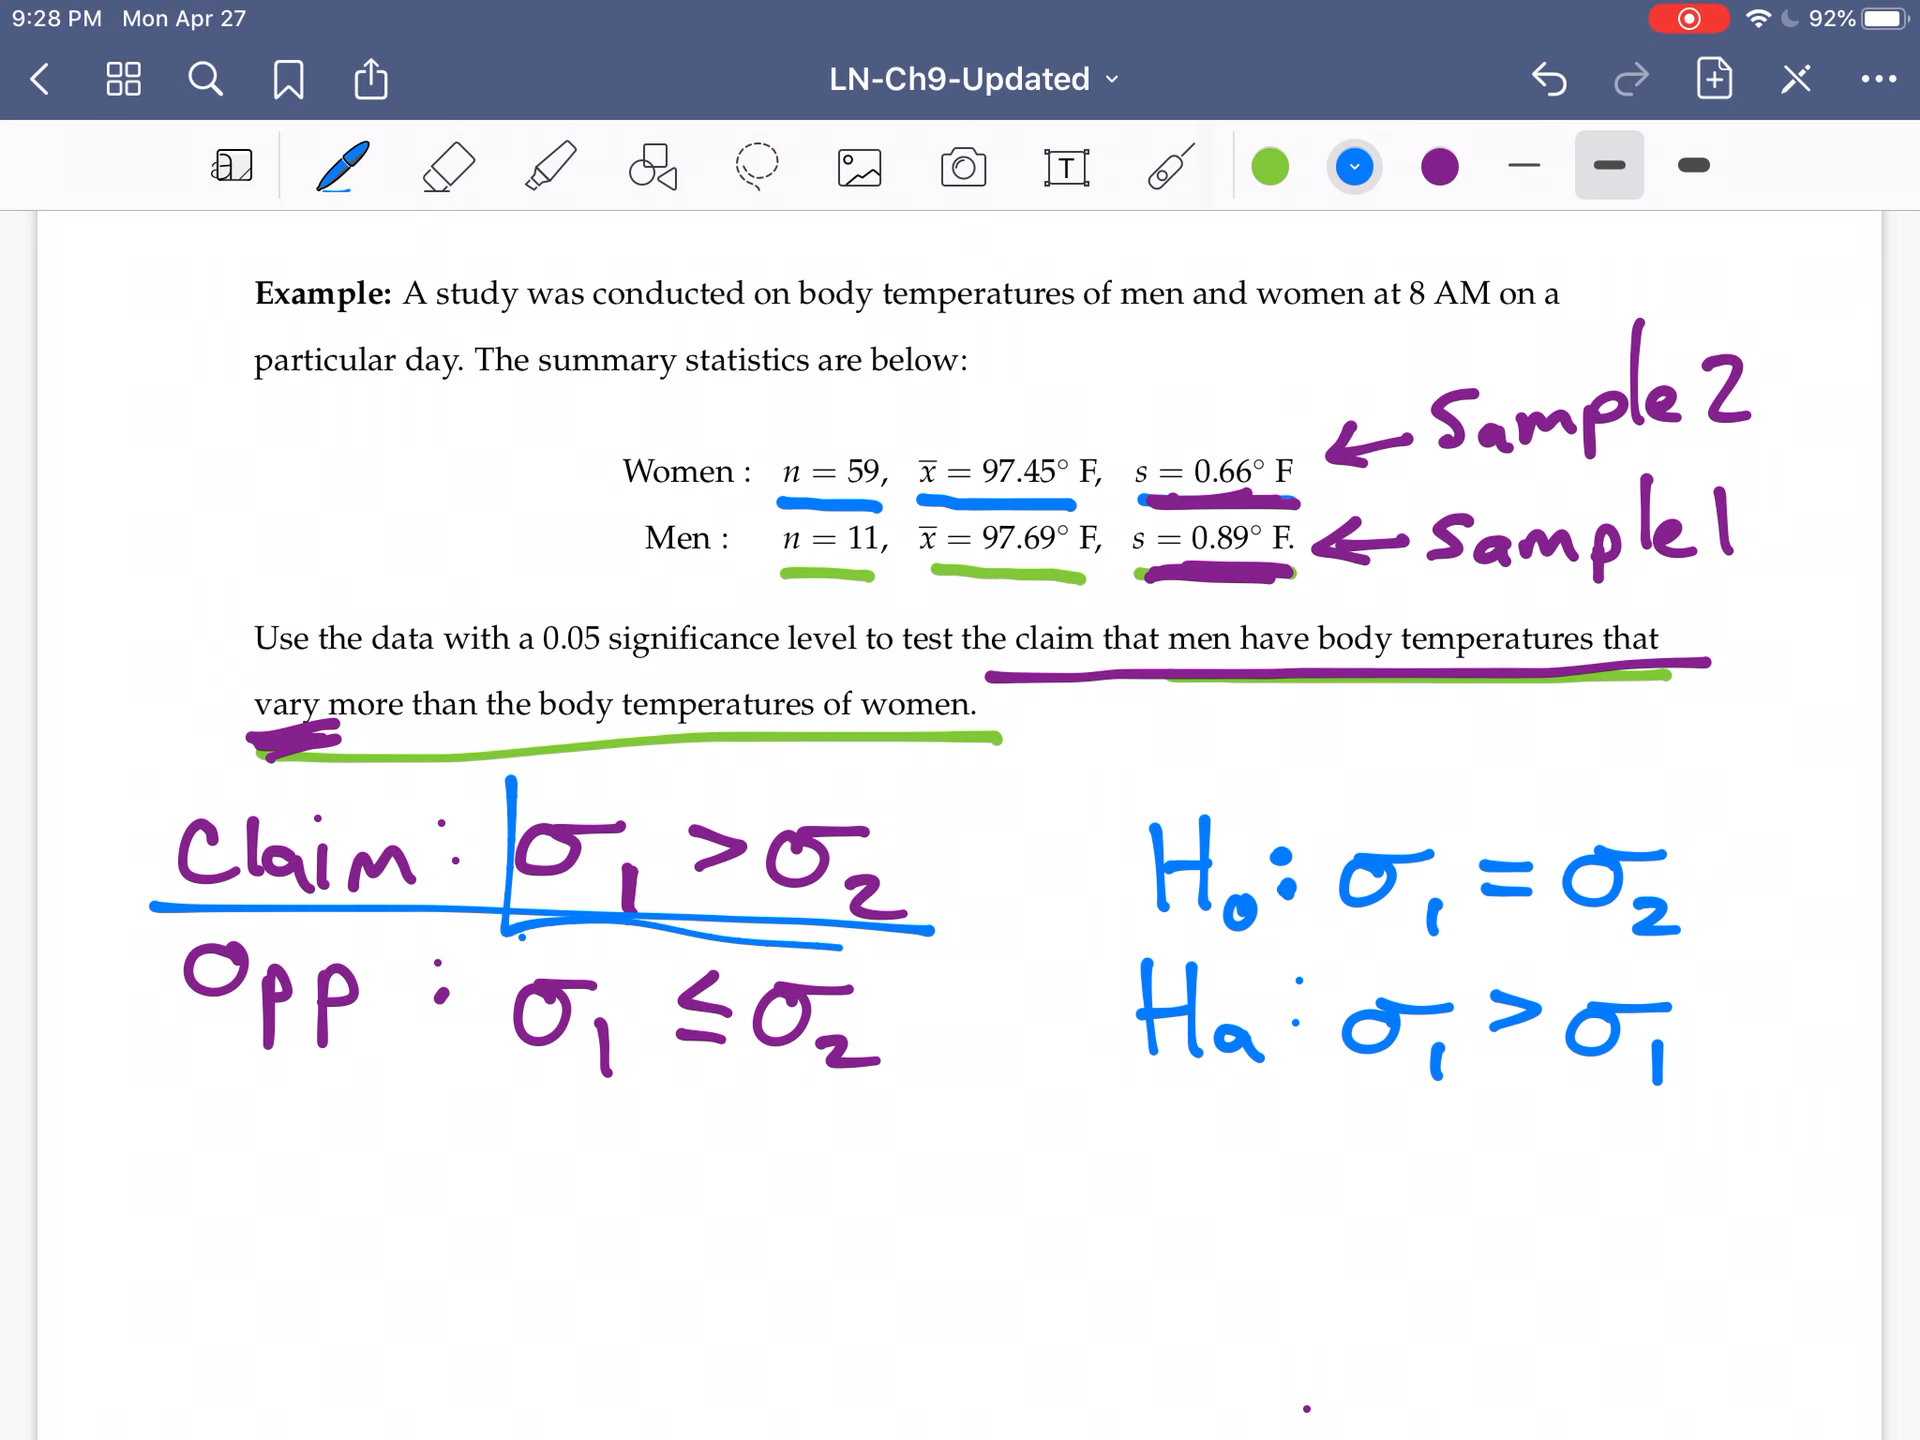 9:28 PM Mon Apr 27
92%
LN-Ch9-Updated
T
Example: A study was conducted on body temperatures of men and women at 8 AM on a
particular day. The summary statistics are below:
Women : n = 59, x̅ = 97.45° F, s = 0.66° F ← Sample 2
Men : n = 11, x̅ = 97.69° F, s = 0.89° F. ← Sample 1
Use the data with a 0.05 significance level to test the claim that men have body temperatures that
vary more than the body temperatures of women.
Claim: σ₁ > σ₂
Opp: σ₁ ≤ σ₂
H₀: σ₁ = σ₂
Hₐ: σ₁ > σ₁